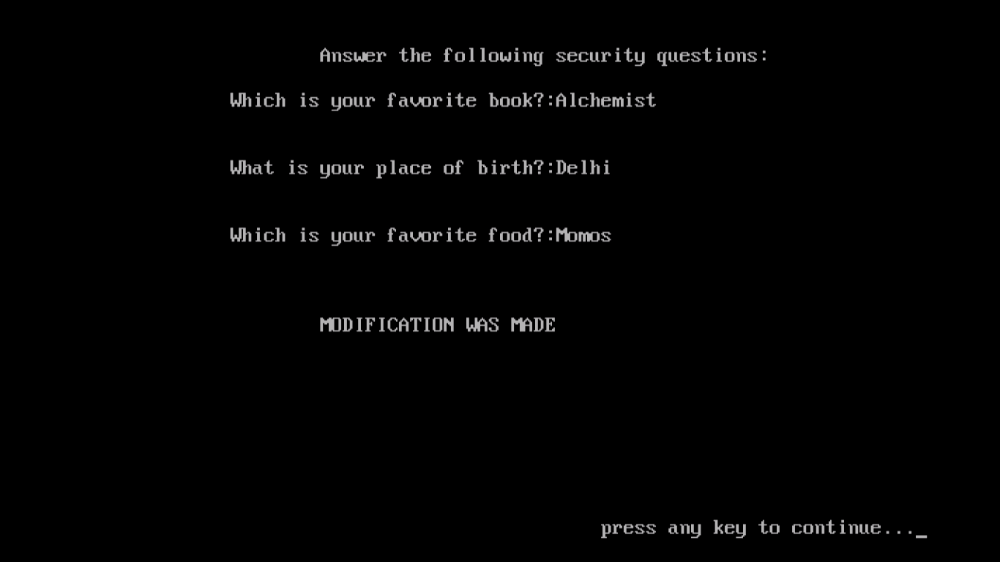 Answer the following security questions:
Which is your favorite book?:Alchemist
What is your place of birth?:Delhi
Which is your favorite food?:Momos
MODIFICATION WAS MADE
press any key to continue..._